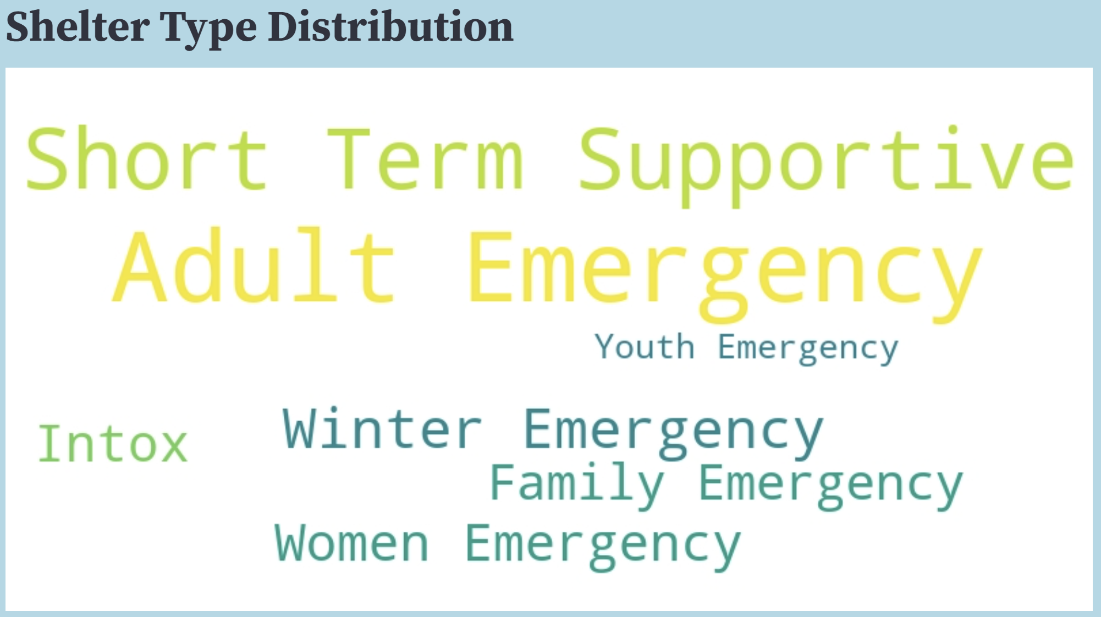 Shelter Type Distribution
Short Term Supportive
Adult Emergency
Youth Emergency
Winter Emergency
Intox
Family Emergency
Women Emergency